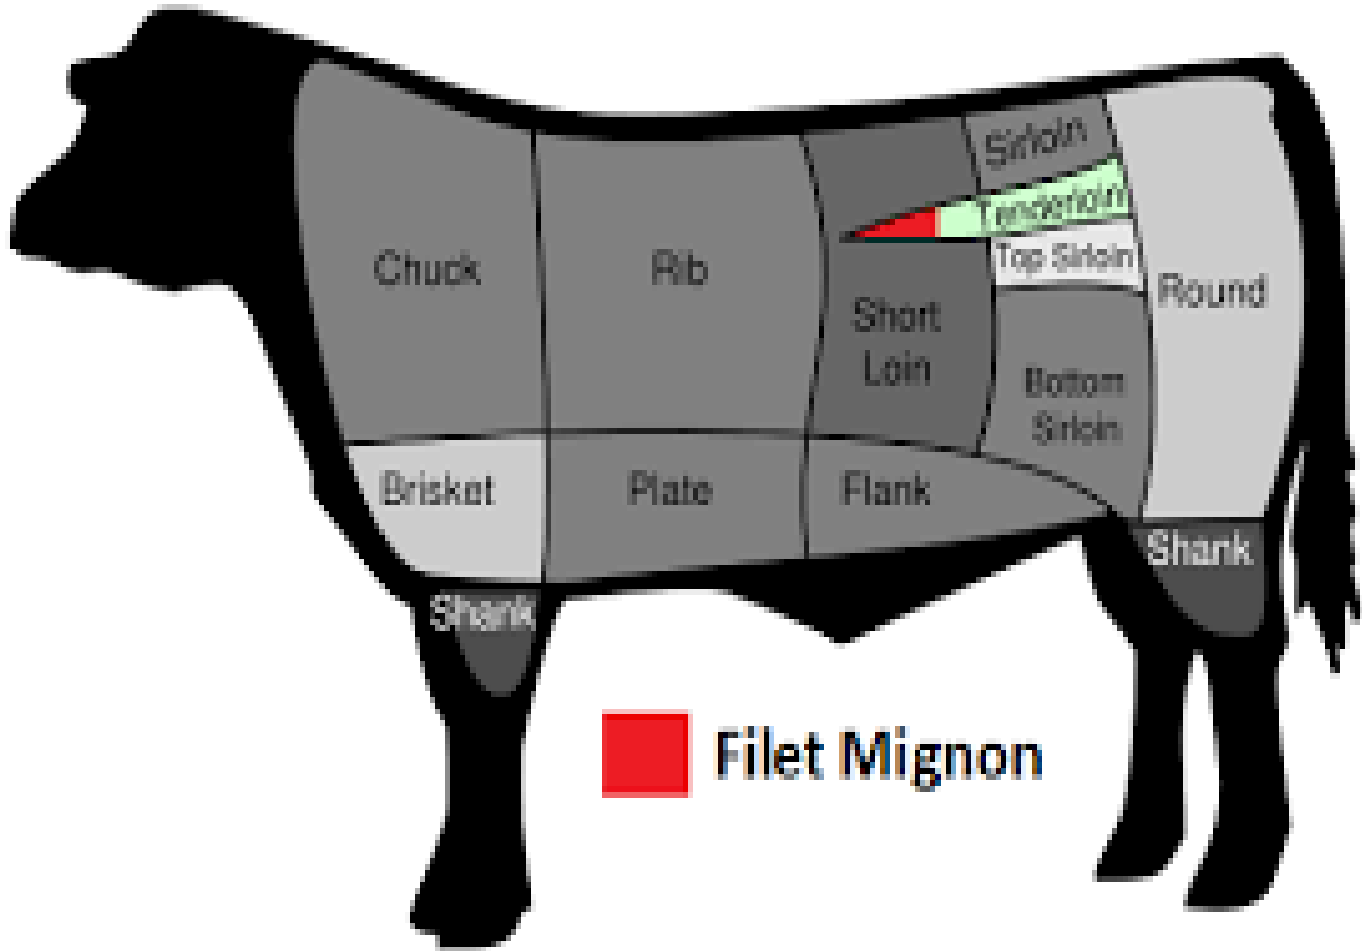 Sirloin
Tenderloin
Top Sirloin
Chuck
Rib
Round
Short
Loin
Bottom
Sirloin
Brisket
Plate
Flank
Shank
Shank
Filet Mignon